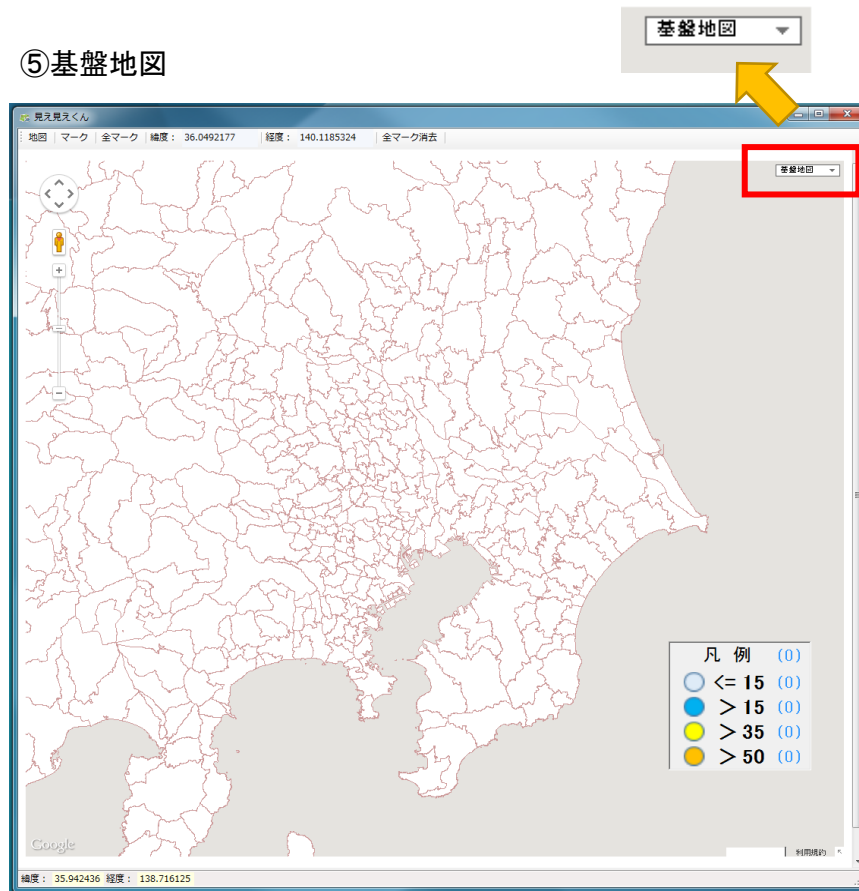 基盤地図
⑤基盤地図
見え見えくん
地図 マーク 全マーク 緯度： 36.0492177 経度： 140.1185324 全マーク消去
基盤地図
凡 例 (0)
<= 15 (0)
＞15 (0)
＞35 (0)
＞50 (0)
Google
利用規約
緯度： 35.942436 経度： 138.716125